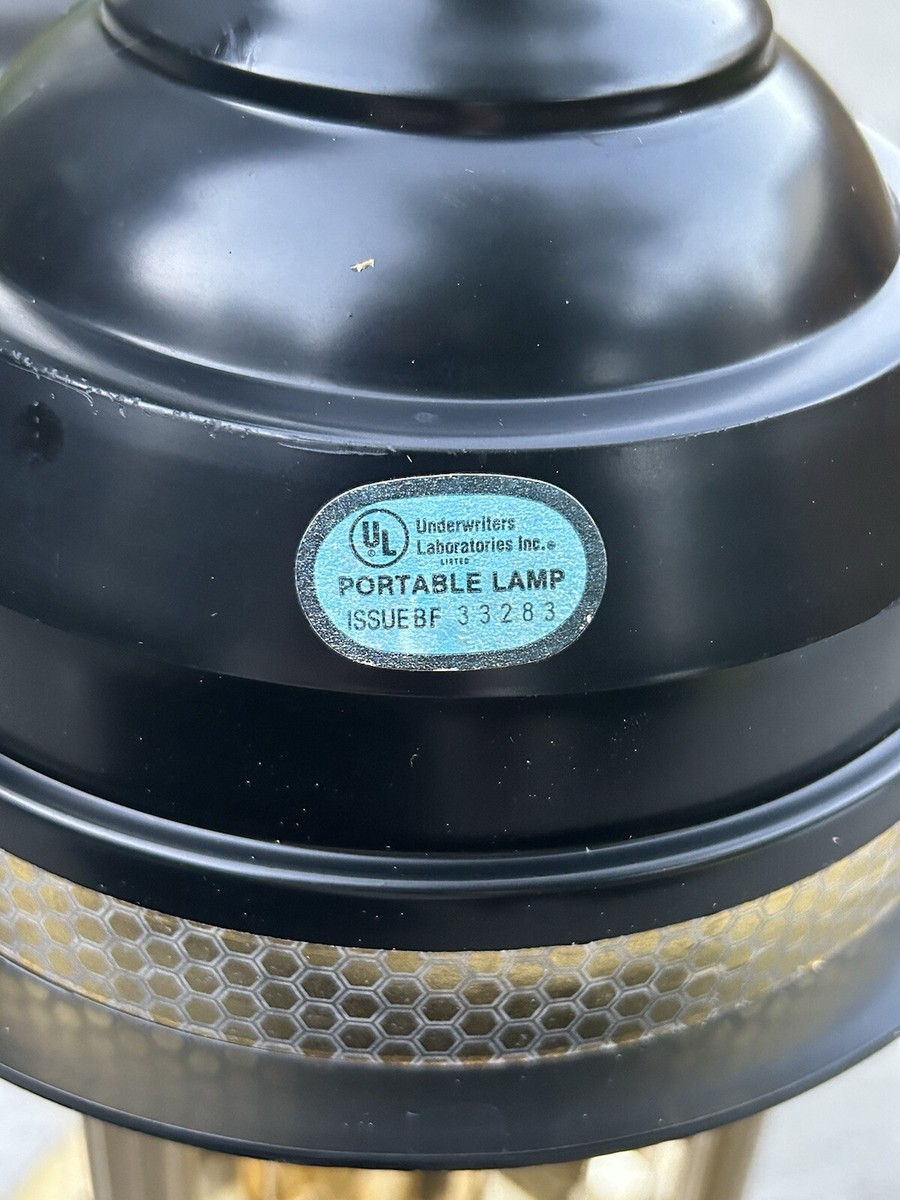 UL
Underwriters
Laboratories Inc.®
LISTED
PORTABLE LAMP
ISSUE BF 33283